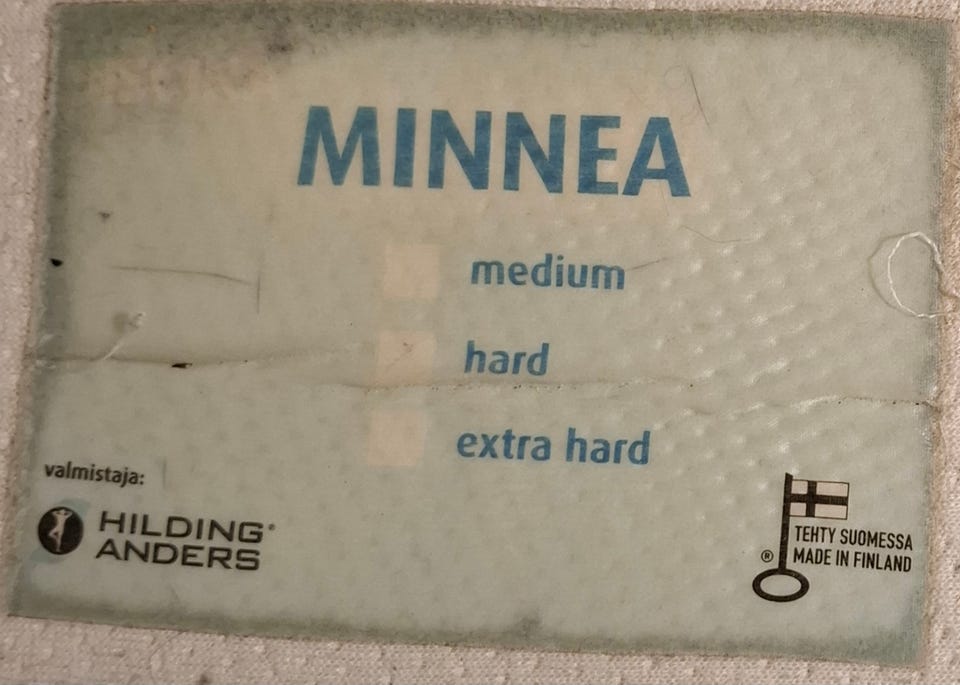 MINNEA
medium
hard
extra hard
valmistaja:
HILDING®
ANDERS
TEHTY SUOMESSA
® MADE IN FINLAND